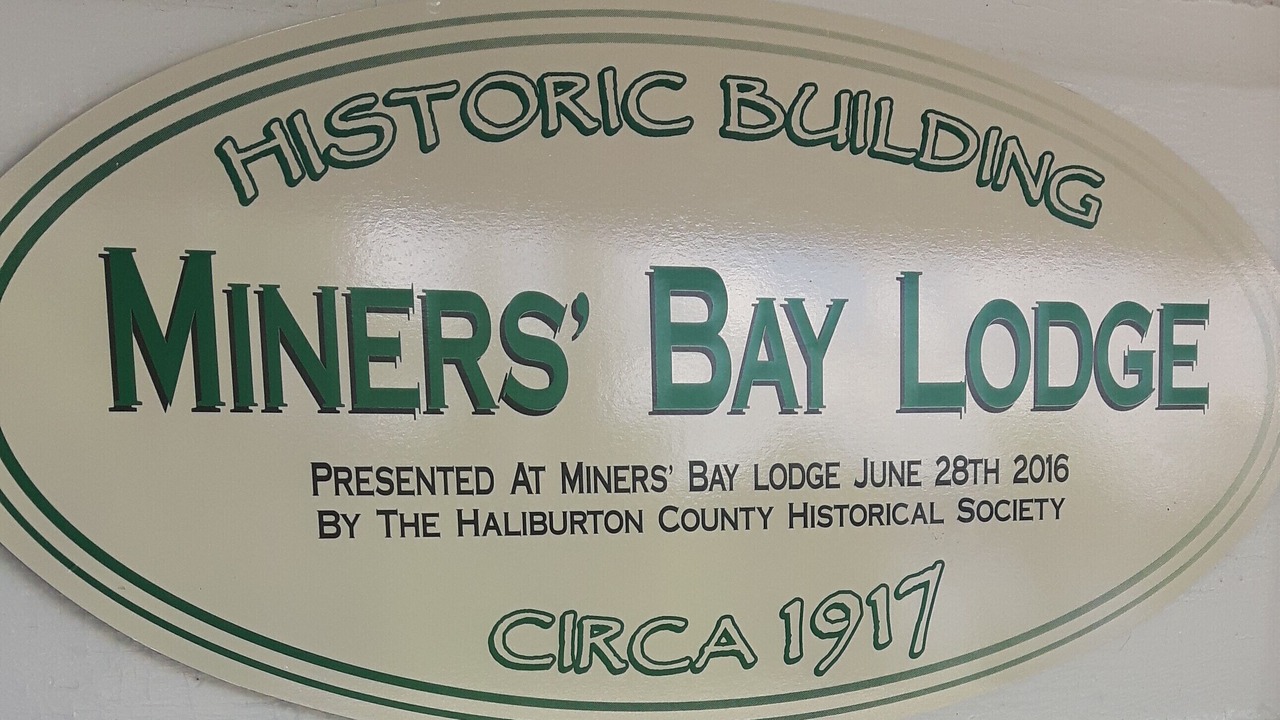 HISTORIC BUILDING
MINERS' BAY LODGE
PRESENTED AT MINERS' BAY LODGE JUNE 28TH 2016
BY THE HALIBURTON COUNTY HISTORICAL SOCIETY
CIRCA 1917